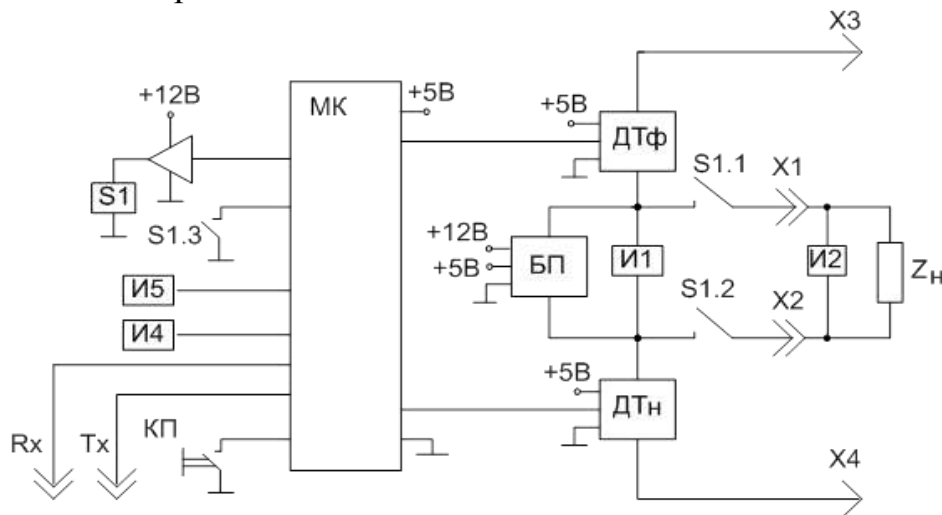 X3
+12В
МК
+5В
+5В
ДТф
S1
S1.3
S1.1
X1
+12В
+5В
БП
И1
И2
Zн
И5
S1.2
X2
И4
+5В
ДТн
Rx
Tx
КП
X4